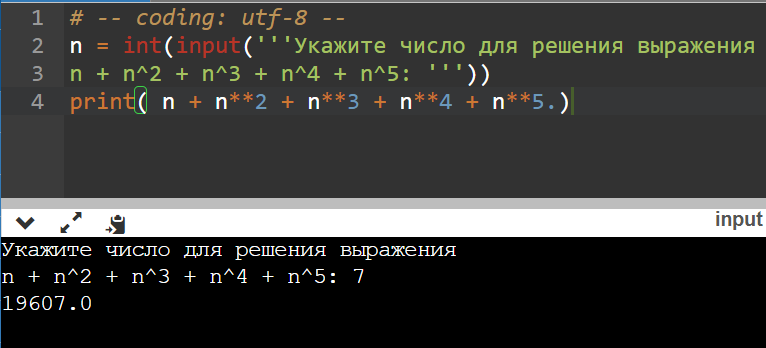 1 # -- coding: utf-8 --
2 n = int(input('''Укажите число для решения выражения
3 n + n^2 + n^3 + n^4 + n^5: '''))
4 print( n + n**2 + n**3 + n**4 + n**5.)
input
Укажите число для решения выражения
n + n^2 + n^3 + n^4 + n^5: 7
19607.0